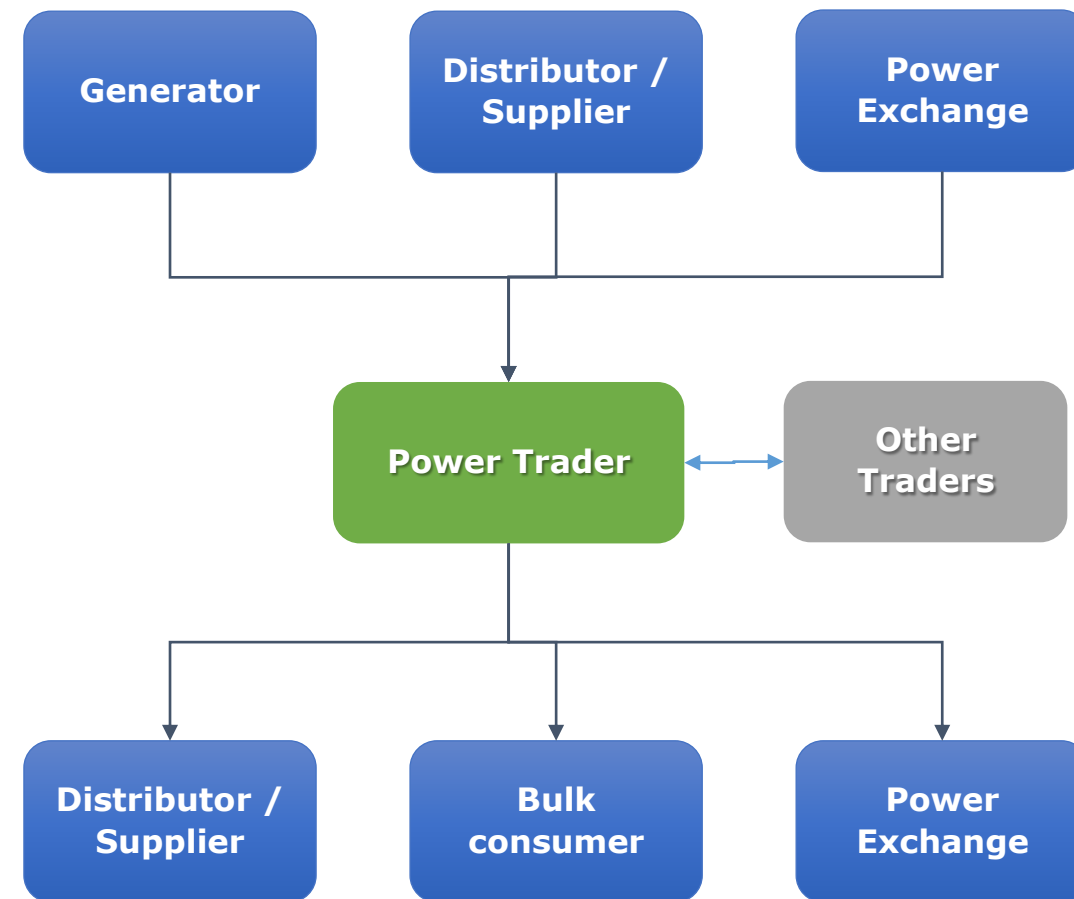 Generator
Distributor /
Supplier
Power
Exchange
Power Trader
Other
Traders
Distributor /
Supplier
Bulk
consumer
Power
Exchange